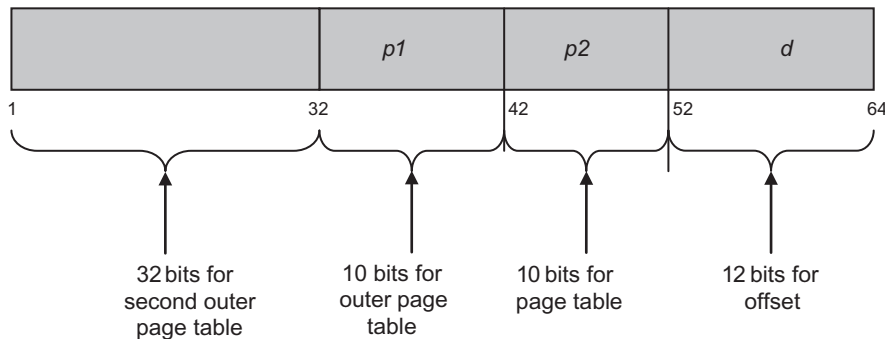 p1 p2 d
1 32 42 52 64
32 bits for
second outer
page table
10 bits for
outer page
table
10 bits for
page table
12 bits for
offset